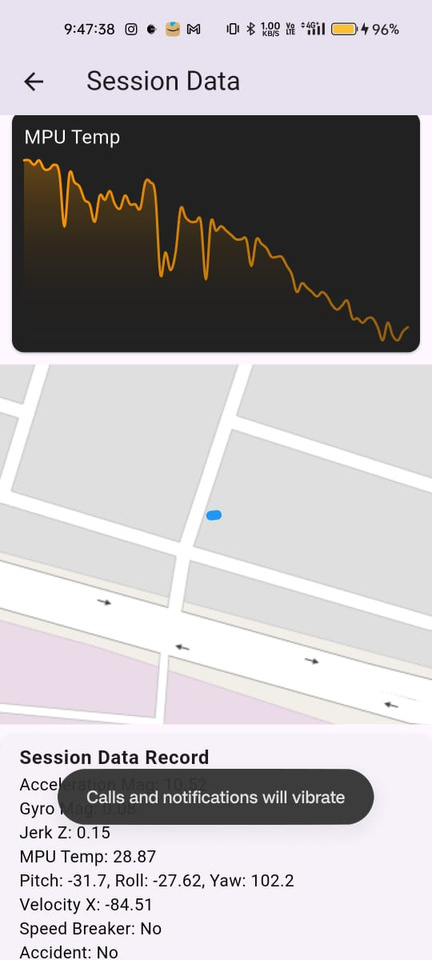 9:47:38
1.00 KB/S Vo LTE 4G+ 96%
Session Data
MPU Temp
Session Data Record
Acceleration Mag: 10.52
Calls and notifications will vibrate
Gyro Mag: 0.08
Jerk Z: 0.15
MPU Temp: 28.87
Pitch: -31.7, Roll: -27.62, Yaw: 102.2
Velocity X: -84.51
Speed Breaker: No
Accident: No